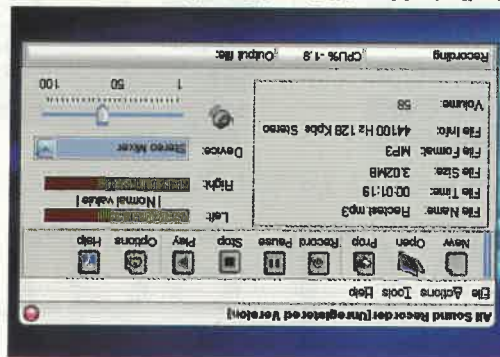 All Sound Recorder[Unregistered Version]
File Actions Tools Help
New Open Prop Record Pause Stop Play Options Help
File Name: Rectest.mp3
File Time: 00:01:19
File Size: 3.02MB
File Format: MP3
File Info: 44100 Hz 128 Kpbs Stereo
Volume: 58
Left:
[Normal value]
Right:
Device: Stereo Mixer
1 50 100
Recording CPU% -1.9 Output file: